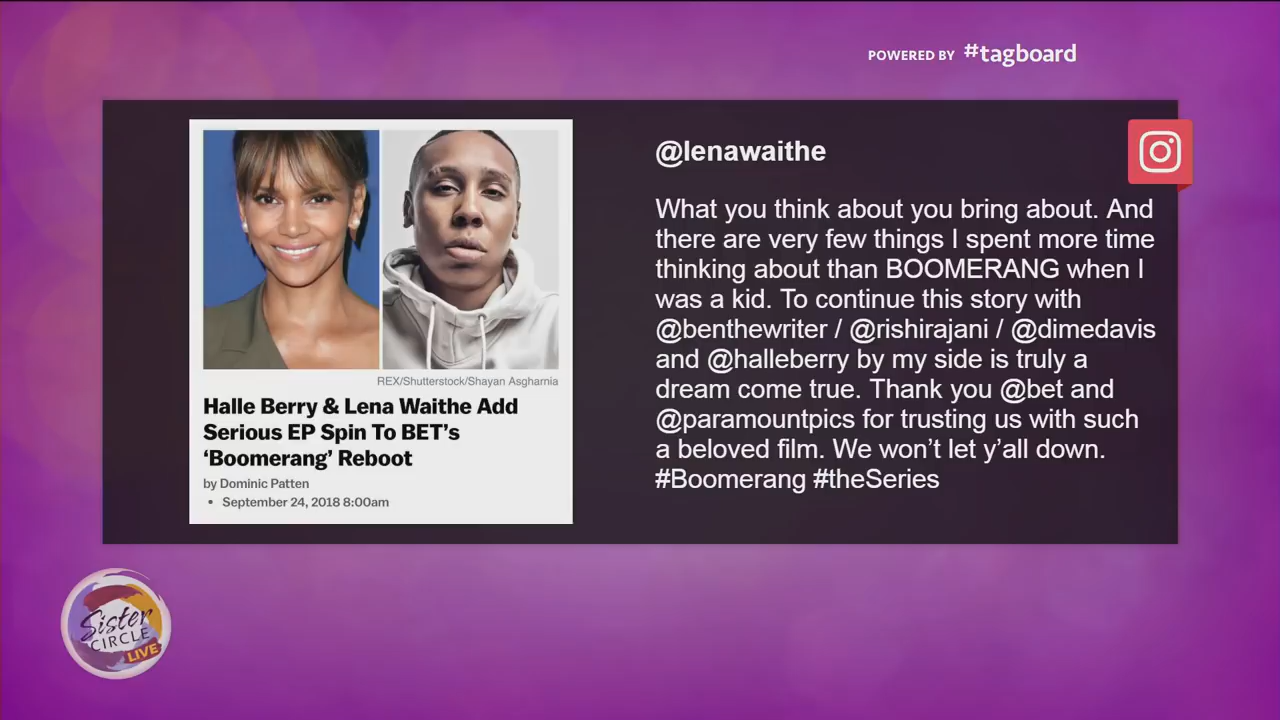 POWERED BY #tagboard
REX/Shutterstock/Shayan Asgharnia
Halle Berry & Lena Waithe Add
Serious EP Spin To BET’s
‘Boomerang’ Reboot
by Dominic Patten
• September 24, 2018 8:00am
@lenawaithe
What you think about you bring about. And
there are very few things I spent more time
thinking about than BOOMERANG when I
was a kid. To continue this story with
@benthewriter / @rishirajani / @dimedavis
and @halleberry by my side is truly a
dream come true. Thank you @bet and
@paramountpics for trusting us with such
a beloved film. We won’t let y’all down.
#Boomerang #theSeries
Sister
CIRCLE
LIVE